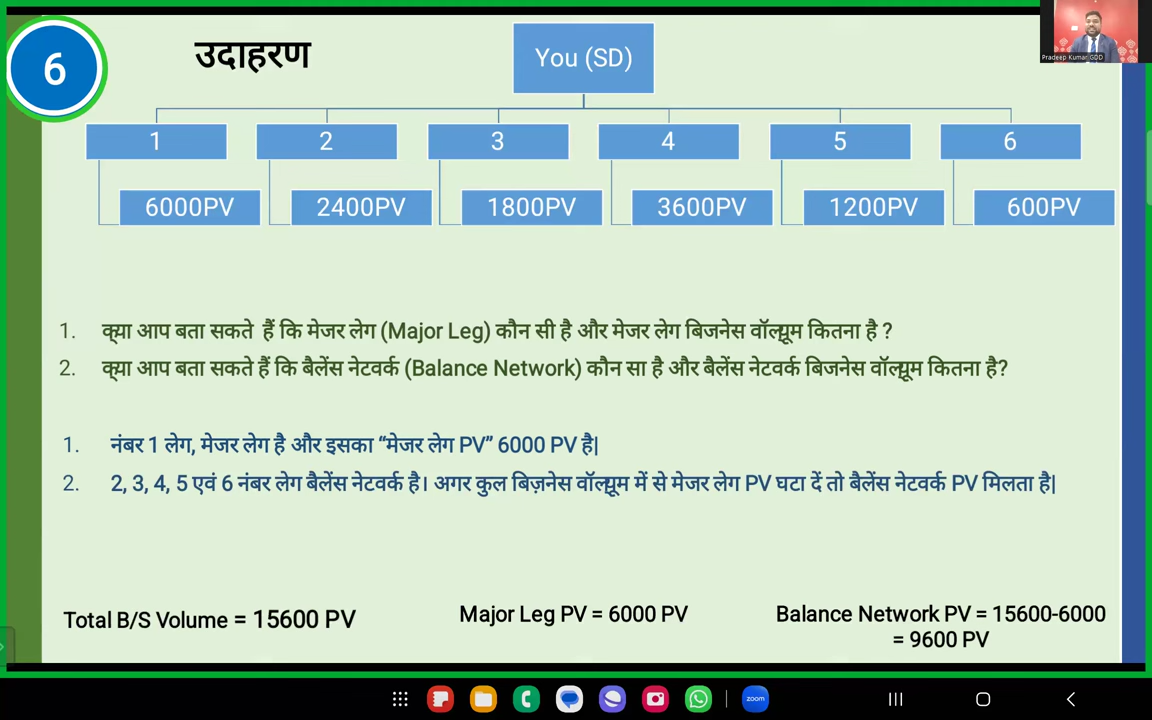 6
उदाहरण
You (SD)
Pradeep Kumar GDD
1 2 3 4 5 6
6000PV 2400PV 1800PV 3600PV 1200PV 600PV
1. क्या आप बता सकते हैं कि मेजर लेग (Major Leg) कौन सी है और मेजर लेग बिजनेस वॉल्यूम कितना है ?
2. क्या आप बता सकते हैं कि बैलेंस नेटवर्क (Balance Network) कौन सा है और बैलेंस नेटवर्क बिजनेस वॉल्यूम कितना है?
1. नंबर 1 लेग, मेजर लेग है और इसका “मेजर लेग PV” 6000 PV है|
2. 2, 3, 4, 5 एवं 6 नंबर लेग बैलेंस नेटवर्क है। अगर कुल बिज़नेस वॉल्यूम में से मेजर लेग PV घटा दें तो बैलेंस नेटवर्क PV मिलता है|
Total B/S Volume = 15600 PV
Major Leg PV = 6000 PV
Balance Network PV = 15600-6000
= 9600 PV
zoom